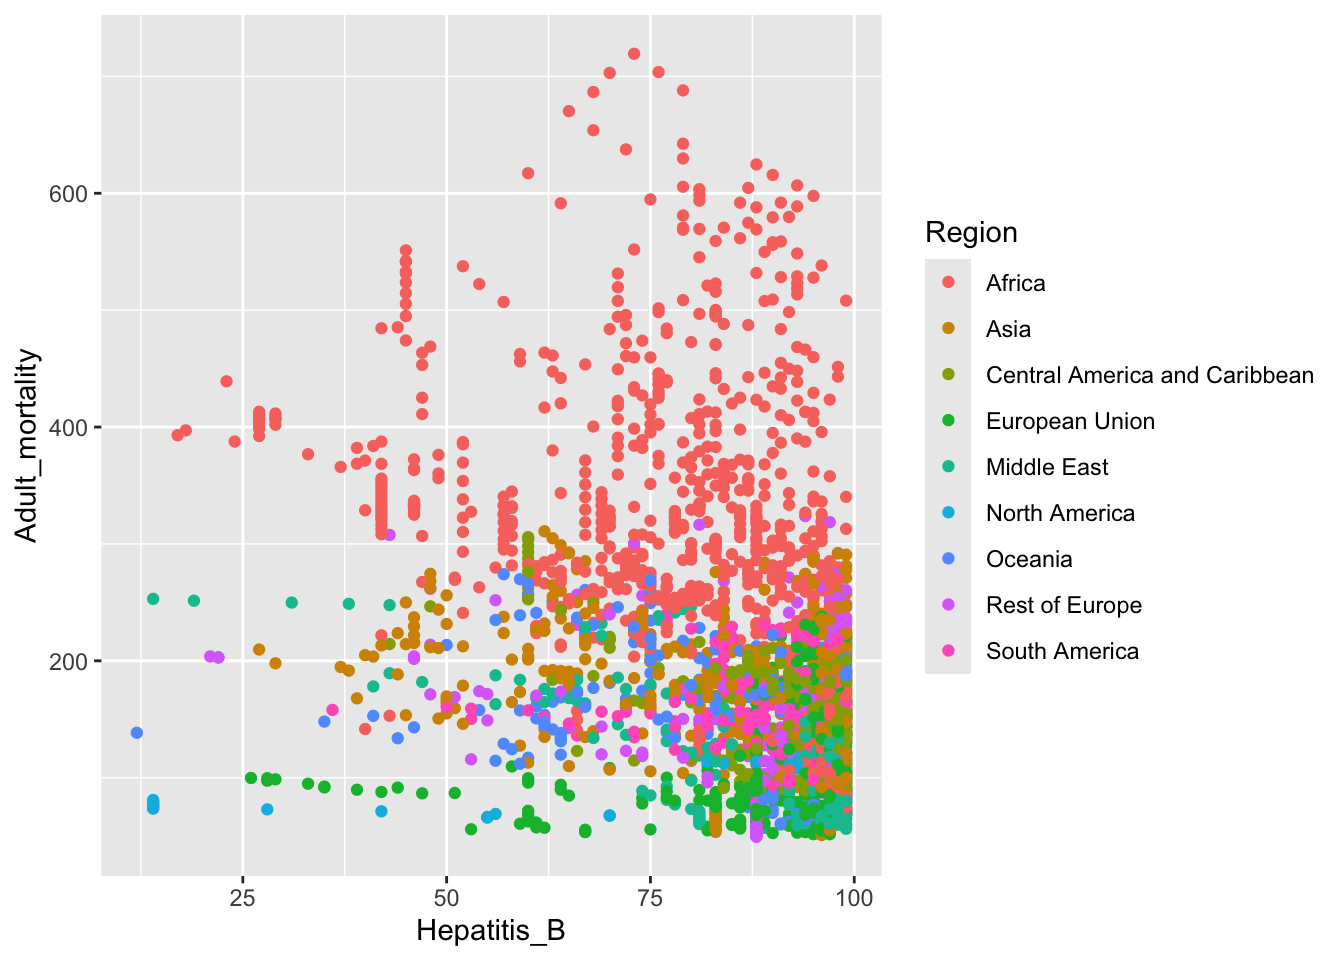 600
400
200
Adult_mortality
25
50
75
100
Hepatitis_B
Region
Africa
Asia
Central America and Caribbean
European Union
Middle East
North America
Oceania
Rest of Europe
South America